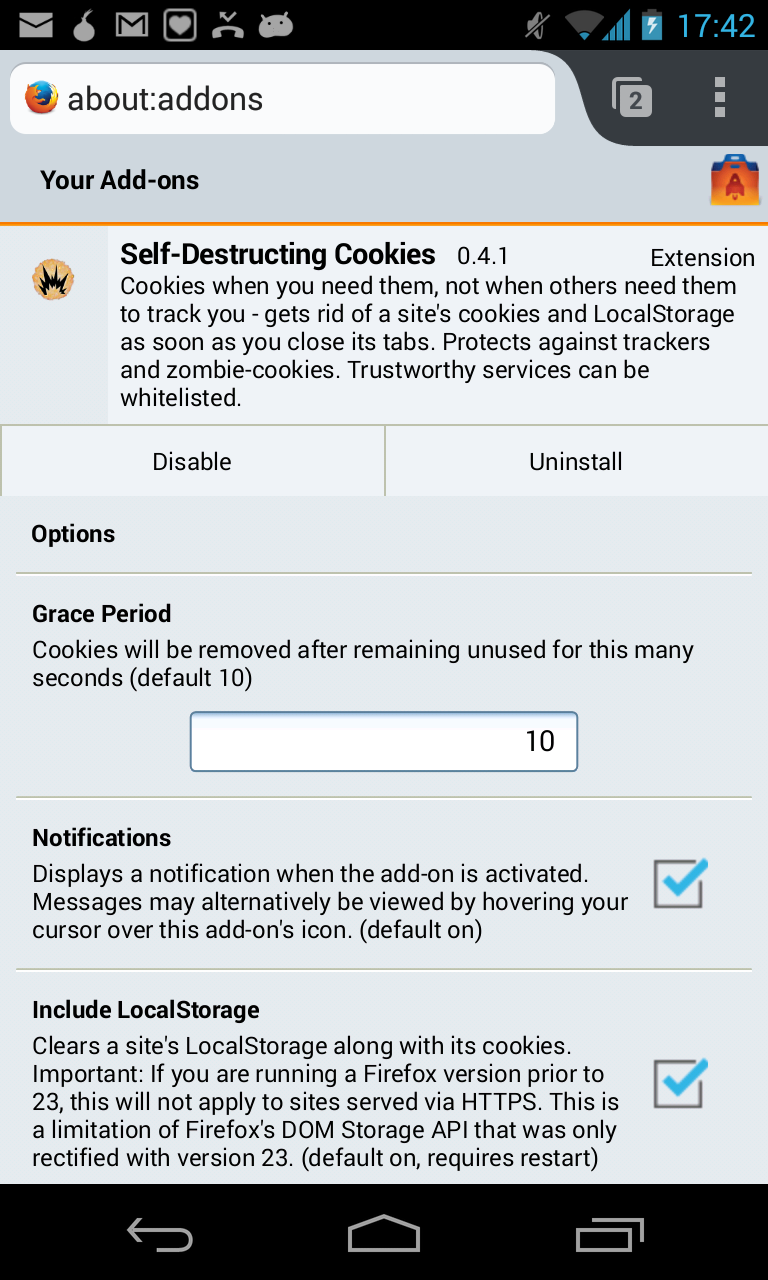 17:42
about:addons
2
Your Add-ons
Self-Destructing Cookies 0.4.1 Extension
Cookies when you need them, not when others need them
to track you - gets rid of a site's cookies and LocalStorage
as soon as you close its tabs. Protects against trackers
and zombie-cookies. Trustworthy services can be
whitelisted.
Disable Uninstall
Options
Grace Period
Cookies will be removed after remaining unused for this many
seconds (default 10)
10
Notifications
Displays a notification when the add-on is activated.
Messages may alternatively be viewed by hovering your
cursor over this add-on's icon. (default on)
Include LocalStorage
Clears a site's LocalStorage along with its cookies.
Important: If you are running a Firefox version prior to
23, this will not apply to sites served via HTTPS. This is
a limitation of Firefox's DOM Storage API that was only
rectified with version 23. (default on, requires restart)